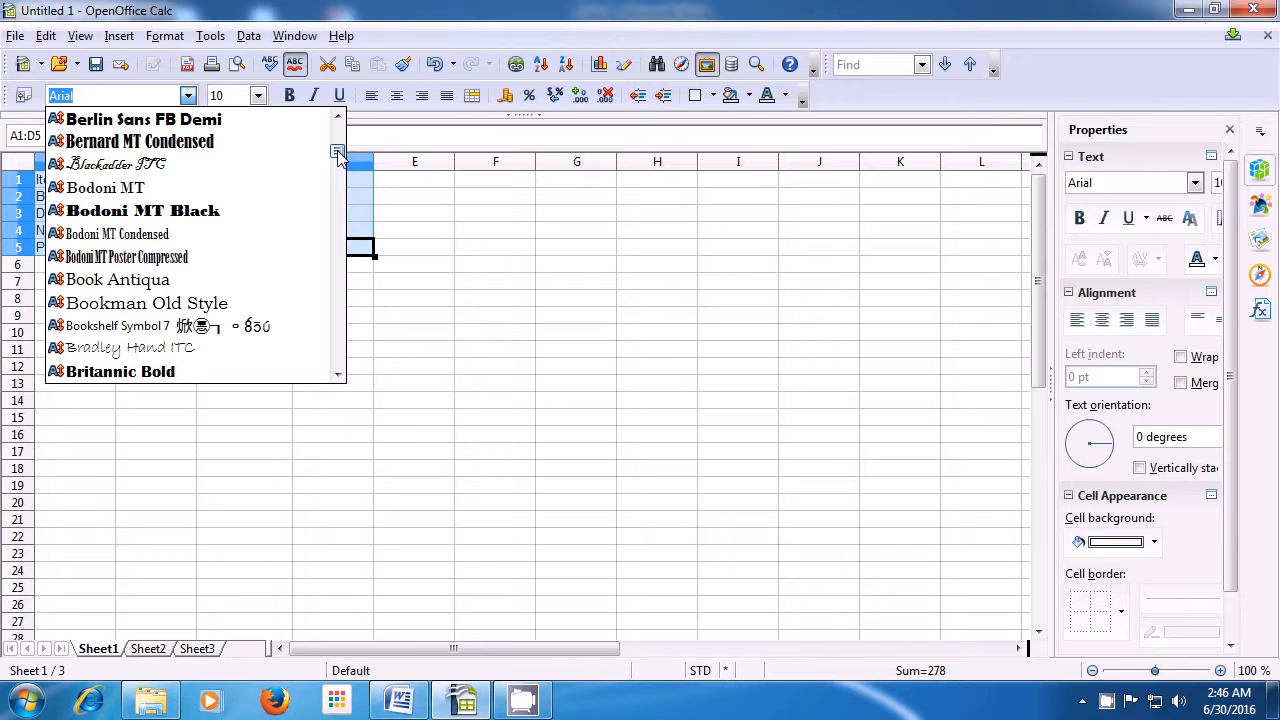 Untitled 1 - OpenOffice Calc
File Edit View Insert Format Tools Data Window Help
Find
Arial 10
Berlin Sans FB Demi
Bernard MT Condensed
Blackadder ITC
Bodoni MT
Bodoni MT Black
Bodoni MT Condensed
Bodoni MT Poster Compressed
Book Antiqua
Bookman Old Style
Bookshelf Symbol 7
Bradley Hand ITC
Britannic Bold
A1:D5
E F G H I J K L
1
2
3
4
5
6
7
8
9
10
11
12
13
14
15
16
17
18
19
20
21
22
23
24
25
26
27
28
Properties
Text
Arial
Alignment
Left indent:
Wrap
0 pt
Merg
Text orientation:
0 degrees
Vertically sta
Cell Appearance
Cell background:
Cell border:
Sheet1 Sheet2 Sheet3
Sheet 1 / 3 Default STD * Sum=278 100 %
2:46 AM
6/30/2016